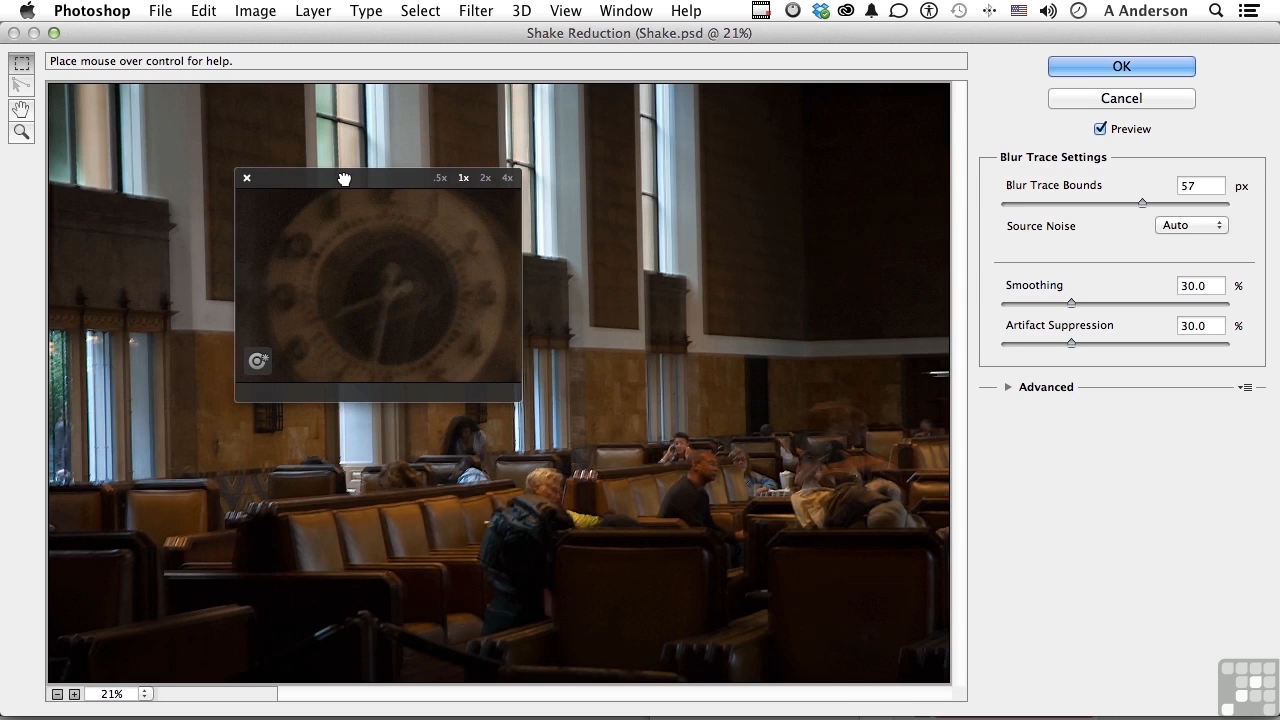 Photoshop File Edit Image Layer Type Select Filter 3D View Window Help A Anderson
Shake Reduction (Shake.psd @ 21%)
Place mouse over control for help.
OK
Cancel
Preview
Blur Trace Settings
Blur Trace Bounds 57 px
Source Noise Auto
Smoothing 30.0 %
Artifact Suppression 30.0 %
Advanced
.5x 1x 2x 4x
21%